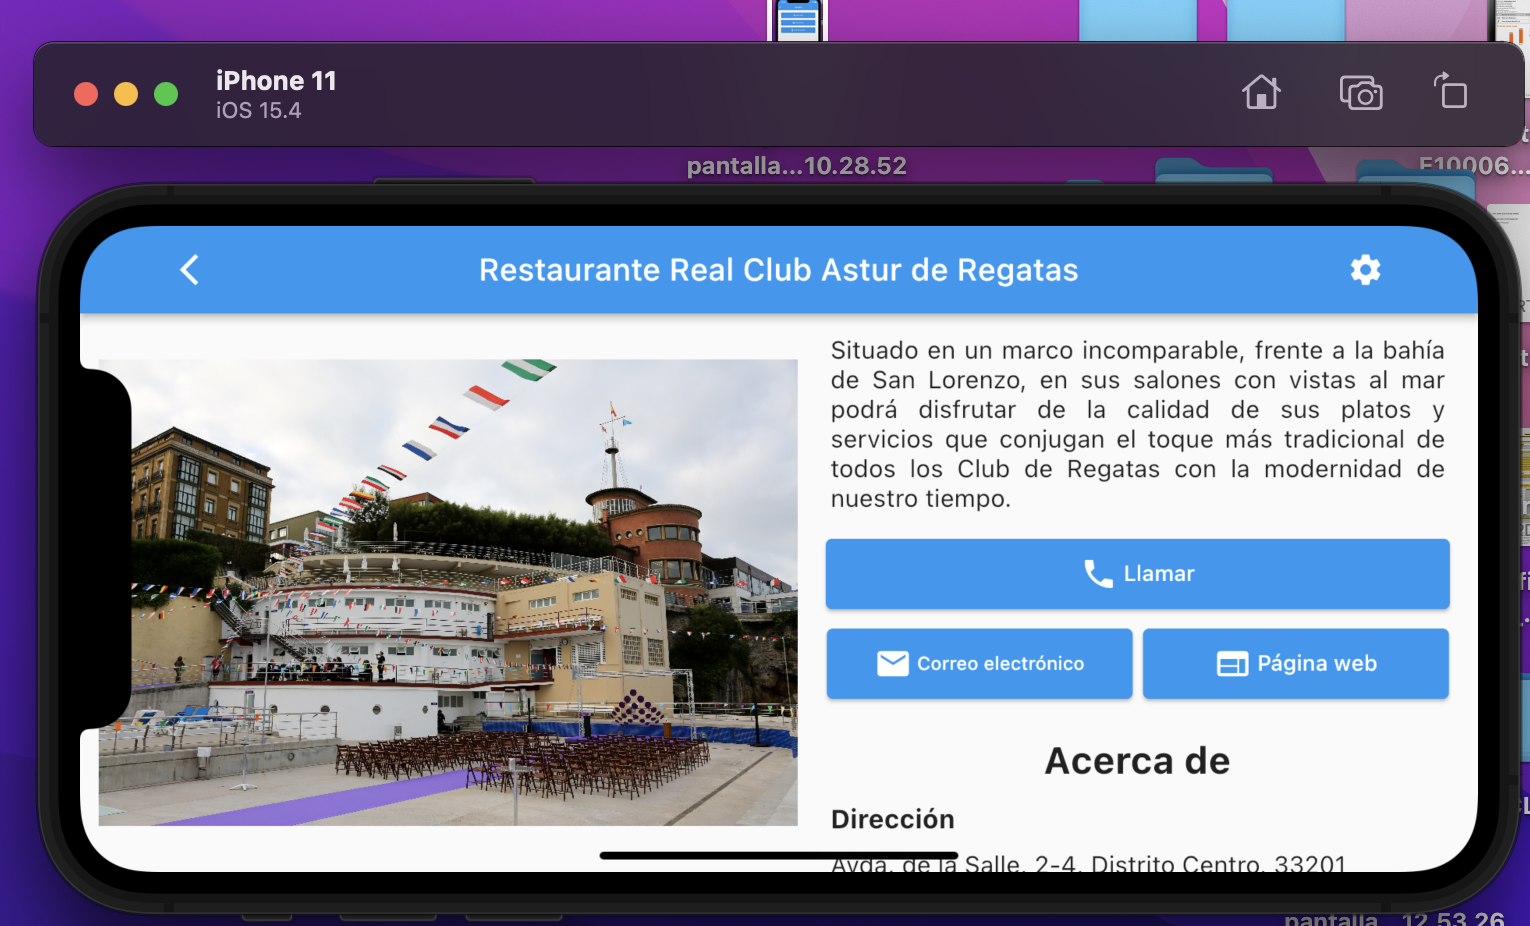 iPhone 11
iOS 15.4
pantalla...10.28.52
F10006...
Restaurante Real Club Astur de Regatas
Situado en un marco incomparable, frente a la bahía
de San Lorenzo, en sus salones con vistas al mar
podrá disfrutar de la calidad de sus platos y
servicios que conjugan el toque más tradicional de
todos los Club de Regatas con la modernidad de
nuestro tiempo.
Llamar
Correo electrónico
Página web
Acerca de
Dirección
Avda. de la Salle, 2-4, Distrito Centro, 33201
pantalla...12.53.26